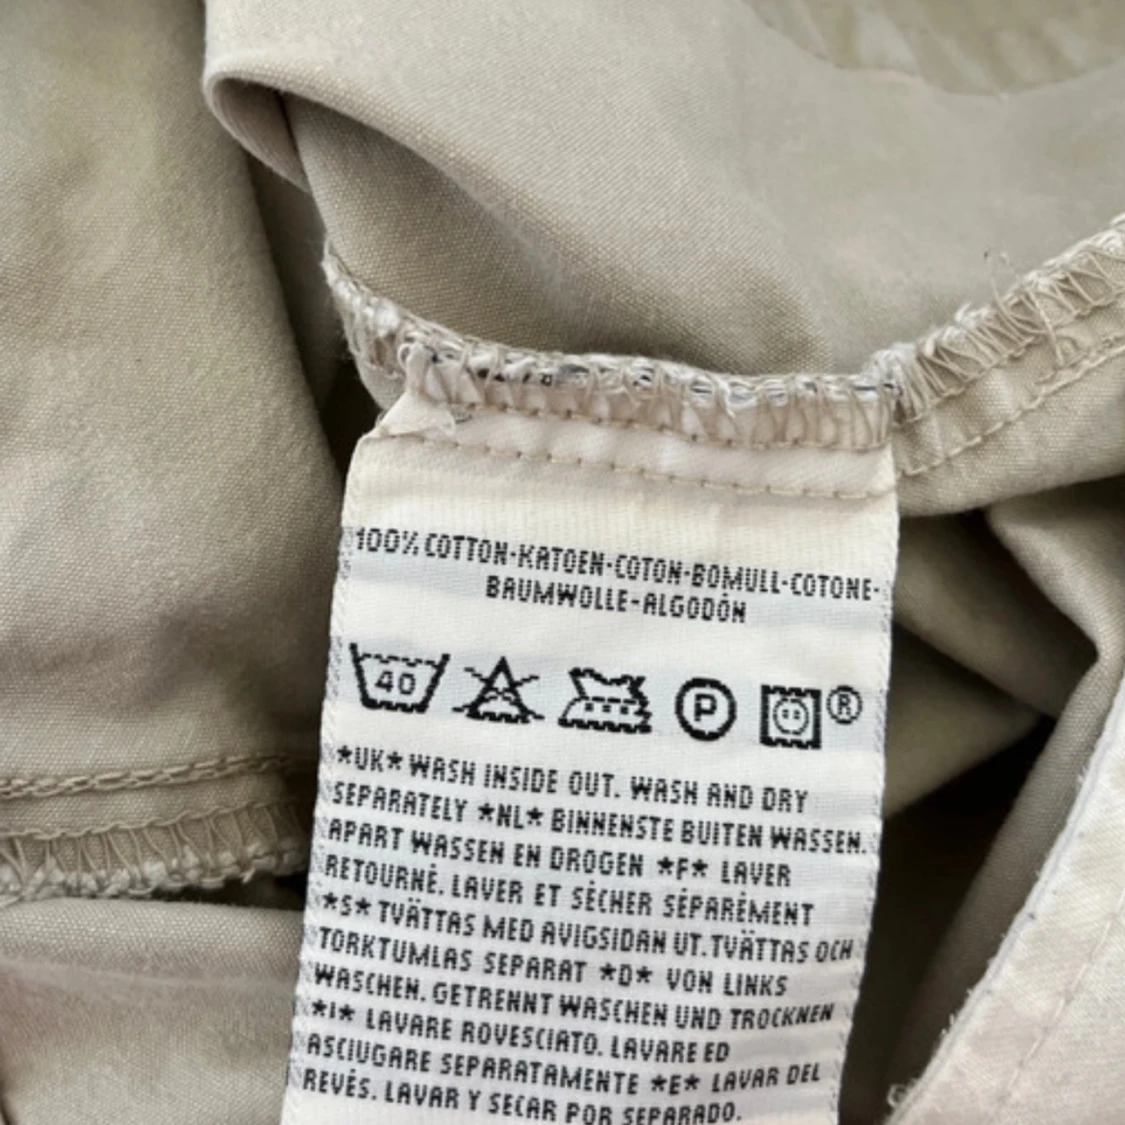 100% COTTON-KATOEN-COTON-BOMULL-COTONE-
BAUMWOLLE-ALGODÓN
40 P ®
*UK* WASH INSIDE OUT. WASH AND DRY
SEPARATELY *NL* BINNENSTE BUITEN WASSEN.
APART WASSEN EN DROGEN *F* LAVER
RETOURNÉ. LAVER ET SÉCHER SÉPARÉMENT
*S* TVÄTTAS MED AVIGSIDAN UT. TVÄTTAS OCH
TORKTUMLAS SEPARAT *D* VON LINKS
WASCHEN. GETRENNT WASCHEN UND TROCKNEN
*I* LAVARE ROVESCIATO. LAVARE ED
ASCIUGARE SEPARATAMENTE *E* LAVAR DEL
REVÉS. LAVAR Y SECAR POR SEPARADO.